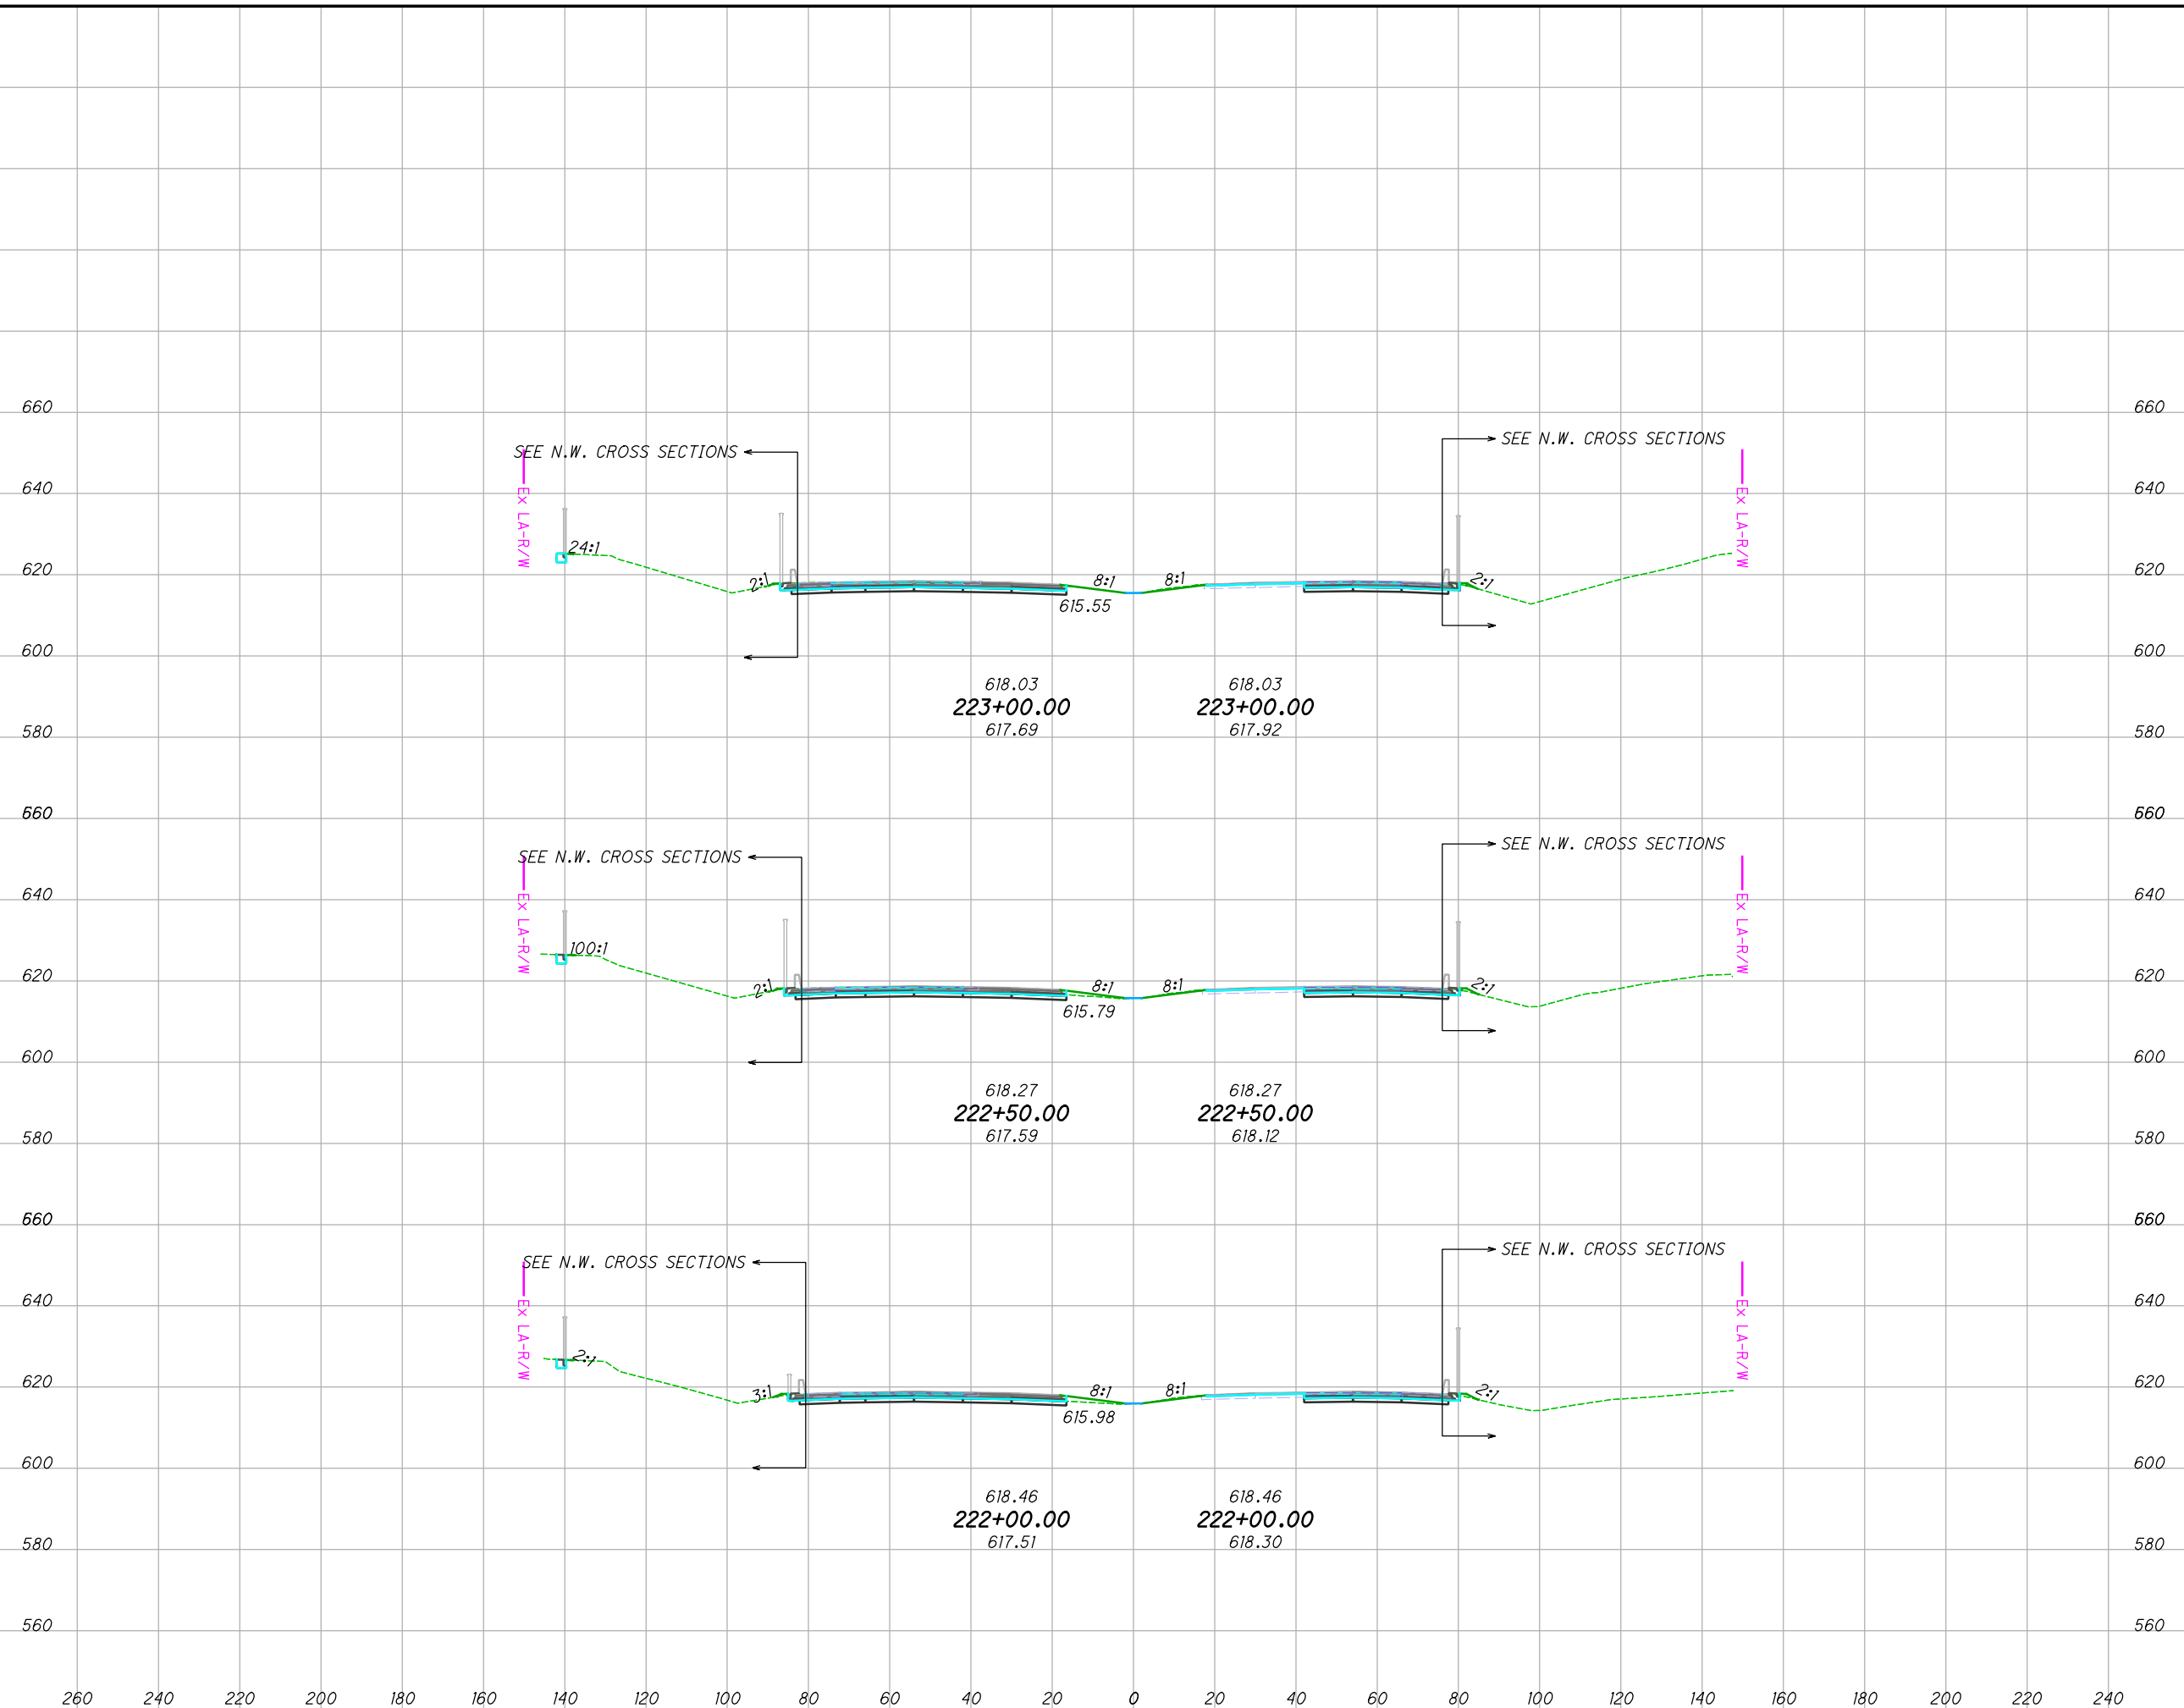 660 660
SEE N.W. CROSS SECTIONS SEE N.W. CROSS SECTIONS
640 640
Ex LA-R/W Ex LA-R/W
24:1
620 2:1 8:1 8:1 2:1 620
615.55
600 600
618.03 618.03
223+00.00 223+00.00
617.69 617.92
580 580
660 660
SEE N.W. CROSS SECTIONS SEE N.W. CROSS SECTIONS
640 640
Ex LA-R/W Ex LA-R/W
100:1
620 2:1 8:1 8:1 2:1 620
615.79
600 600
618.27 618.27
222+50.00 222+50.00
617.59 618.12
580 580
660 660
SEE N.W. CROSS SECTIONS SEE N.W. CROSS SECTIONS
640 640
Ex LA-R/W Ex LA-R/W
2:1
620 3:1 8:1 8:1 2:1 620
615.98
600 600
618.46 618.46
222+00.00 222+00.00
617.51 618.30
580 580
560 560
260 240 220 200 180 160 140 120 100 80 60 40 20 0 20 40 60 80 100 120 140 160 180 200 220 240